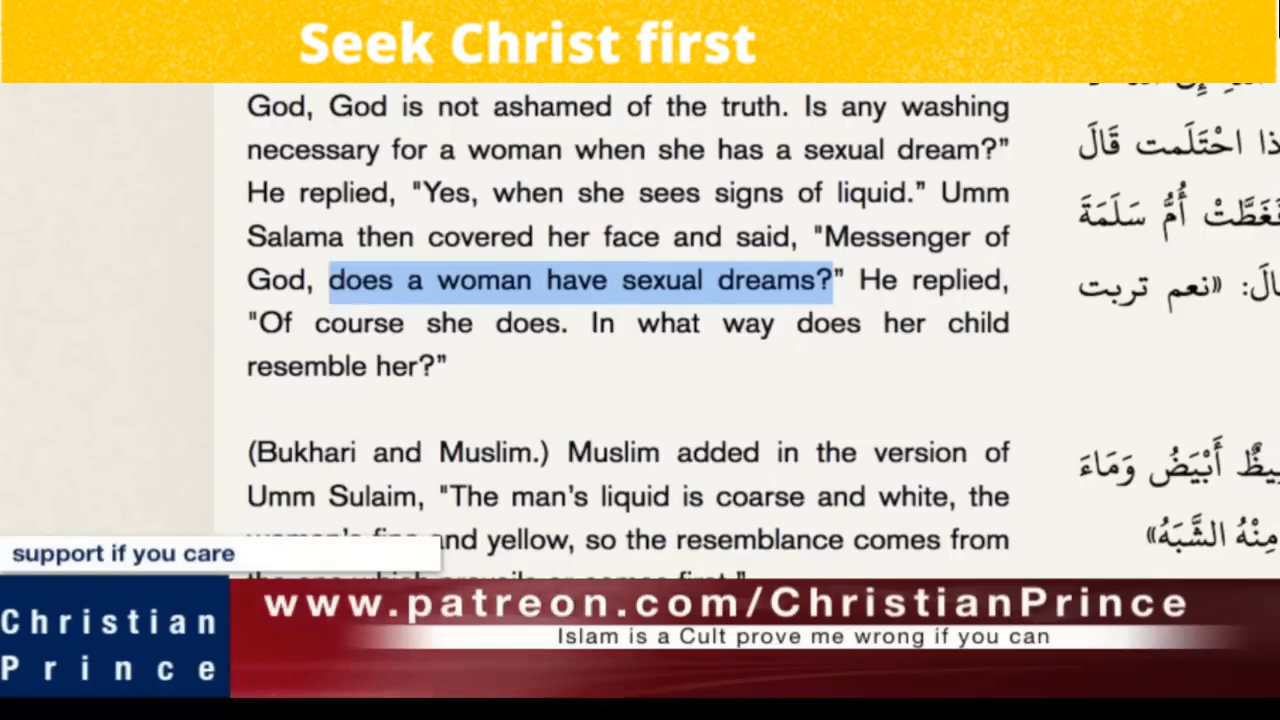 Seek Christ first
God, God is not ashamed of the truth. Is any washing
necessary for a woman when she has a sexual dream?”
He replied, "Yes, when she sees signs of liquid.” Umm
Salama then covered her face and said, "Messenger of
God, does a woman have sexual dreams?” He replied,
"Of course she does. In what way does her child
resemble her?”
(Bukhari and Muslim.) Muslim added in the version of
Umm Sulaim, "The man’s liquid is coarse and white, the
and yellow, so the resemblance comes from
احْتَلَمت قَالَ
أُمُّ سَلَمَةَ
«نعم تربت
أَبْيَضُ وَمَاءَ
مِنْهُ الشَّبَهُ»
support if you care
Christian
Prince
www.patreon.com/ChristianPrince
Islam is a Cult prove me wrong if you can